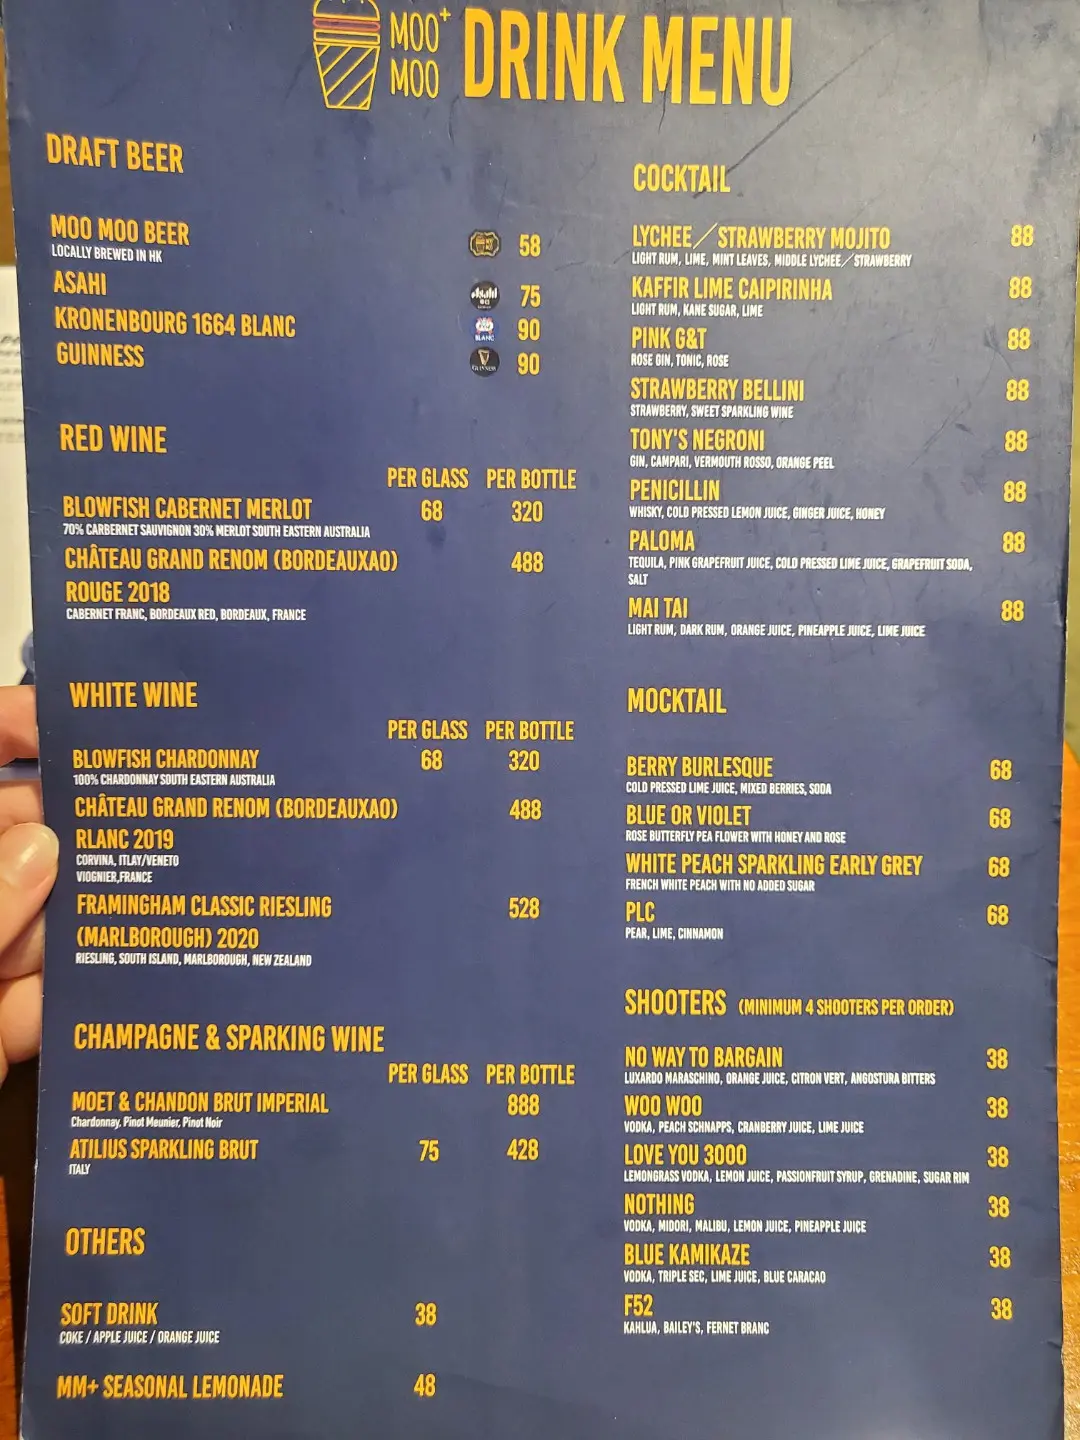 MOO+
MOO
DRINK MENU
DRAFT BEER
MOO MOO BEER 58
LOCALLY BREWED IN HK
ASAHI Asahi 75
KRONENBOURG 1664 BLANC BLANC 90
GUINNESS GUINNESS 90
RED WINE
PER GLASS PER BOTTLE
BLOWFISH CABERNET MERLOT 68 320
70% CARBERNET SAUVIGNON 30% MERLOT SOUTH EASTERN AUSTRALIA
CHÂTEAU GRAND RENOM (BORDEAUXAO) 488
ROUGE 2018
CABERNET FRANC, BORDEAUX RED, BORDEAUX, FRANCE
WHITE WINE
PER GLASS PER BOTTLE
BLOWFISH CHARDONNAY 68 320
100% CHARDONNAY SOUTH EASTERN AUSTRALIA
CHÂTEAU GRAND RENOM (BORDEAUXAO) 488
RLANC 2019
CORVINA, ITLAY/VENETO
VIOGNIER,FRANCE
FRAMINGHAM CLASSIC RIESLING 528
(MARLBOROUGH) 2020
RIESLING, SOUTH ISLAND, MARLBOROUGH, NEW ZEALAND
CHAMPAGNE & SPARKING WINE
PER GLASS PER BOTTLE
MOET & CHANDON BRUT IMPERIAL 888
Chardonnay, Pinot Meunier, Pinot Noir
ATILIUS SPARKLING BRUT 75 428
ITALY
OTHERS
SOFT DRINK 38
COKE / APPLE JUICE / ORANGE JUICE
MM+ SEASONAL LEMONADE 48
COCKTAIL
LYCHEE／STRAWBERRY MOJITO 88
LIGHT RUM, LIME, MINT LEAVES, MIDDLE LYCHEE／STRAWBERRY
KAFFIR LIME CAIPIRINHA 88
LIGHT RUM, KANE SUGAR, LIME
PINK G&T 88
ROSE GIN, TONIC, ROSE
STRAWBERRY BELLINI 88
STRAWBERRY, SWEET SPARKLING WINE
TONY'S NEGRONI 88
GIN, CAMPARI, VERMOUTH ROSSO, ORANGE PEEL
PENICILLIN 88
WHISKY, COLD PRESSED LEMON JUICE, GINGER JUICE, HONEY
PALOMA 88
TEQUILA, PINK GRAPEFRUIT JUICE, COLD PRESSED LIME JUICE, GRAPEFRUIT SODA,
SALT
MAI TAI 88
LIGHT RUM, DARK RUM, ORANGE JUICE, PINEAPPLE JUICE, LIME JUICE
MOCKTAIL
BERRY BURLESQUE 68
COLD PRESSED LIME JUICE, MIXED BERRIES, SODA
BLUE OR VIOLET 68
ROSE BUTTERFLY PEA FLOWER WITH HONEY AND ROSE
WHITE PEACH SPARKLING EARLY GREY 68
FRENCH WHITE PEACH WITH NO ADDED SUGAR
PLC 68
PEAR, LIME, CINNAMON
SHOOTERS (MINIMUM 4 SHOOTERS PER ORDER)
NO WAY TO BARGAIN 38
LUXARDO MARASCHINO, ORANGE JUICE, CITRON VERT, ANGOSTURA BITTERS
WOO WOO 38
VODKA, PEACH SCHNAPPS, CRANBERRY JUICE, LIME JUICE
LOVE YOU 3000 38
LEMONGRASS VODKA, LEMON JUICE, PASSIONFRUIT SYRUP, GRENADINE, SUGAR RIM
NOTHING 38
VODKA, MIDORI, MALIBU, LEMON JUICE, PINEAPPLE JUICE
BLUE KAMIKAZE 38
VODKA, TRIPLE SEC, LIME JUICE, BLUE CARACAO
F52 38
KAHLUA, BAILEY'S, FERNET BRANC